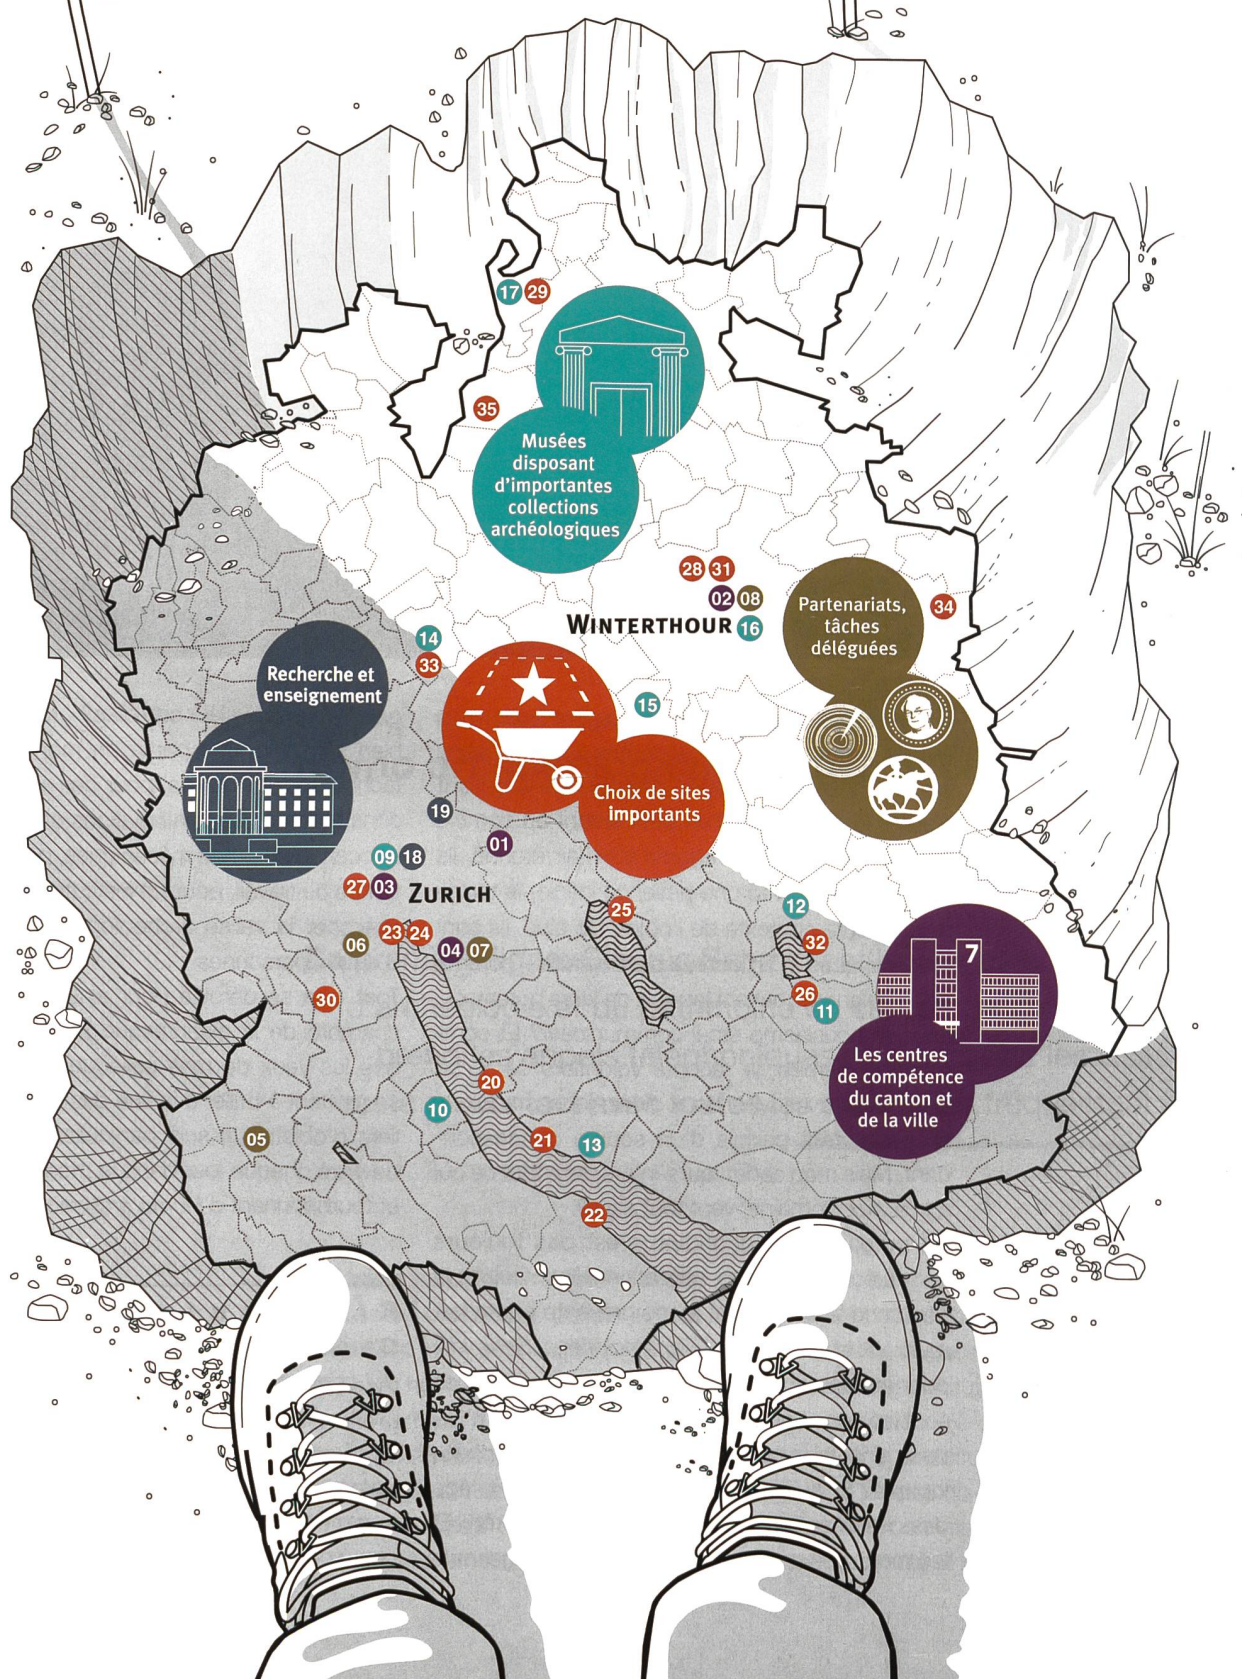 17 29
35
Musées
disposant
d'importantes
collections
archéologiques
28 31
02 08
WINTERTHOUR 16
Partenariats,
tâches
déléguées
34
14
33
Recherche et
enseignement
15
Choix de sites
importants
19
01
09 18
27 03 ZURICH
06 23 24 04 07
25
12
32
26
11
30
7
Les centres
de compétence
du canton et
de la ville
20
10
05
21 13
22